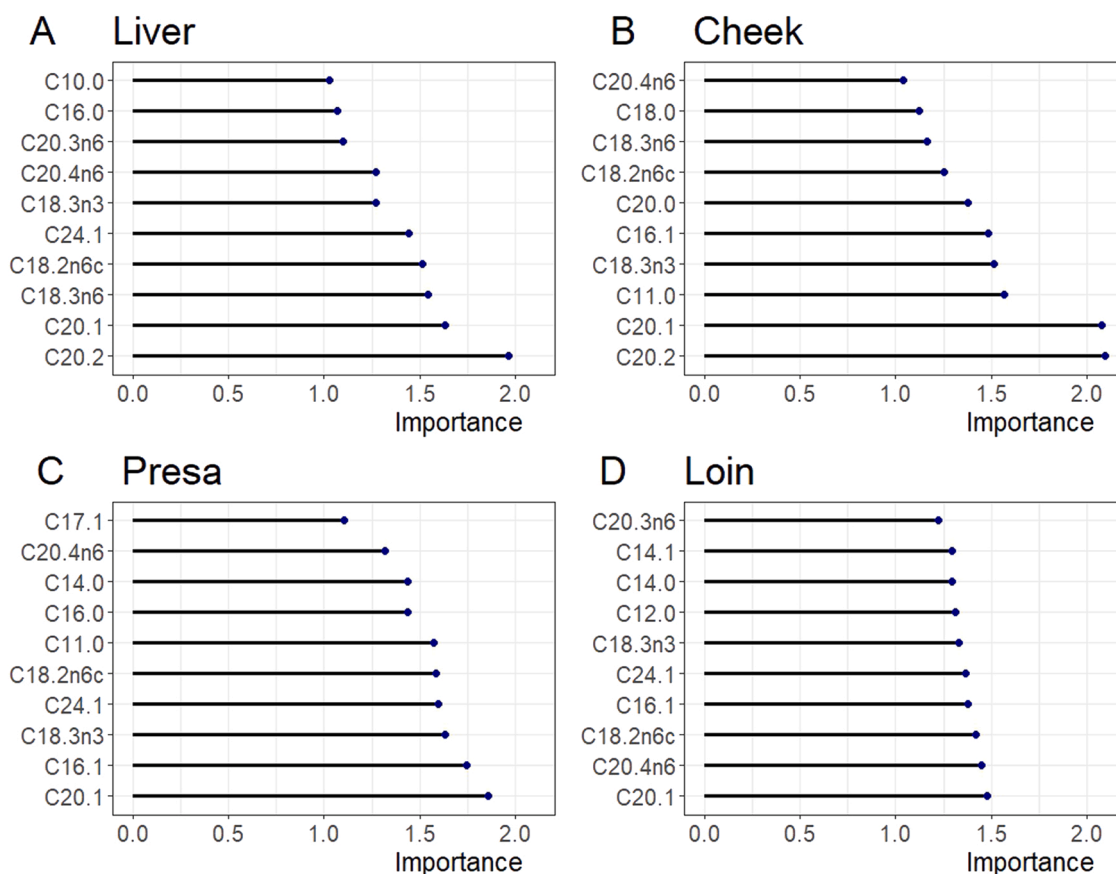 A Liver
C10.0
C16.0
C20.3n6
C20.4n6
C18.3n3
C24.1
C18.2n6c
C18.3n6
C20.1
C20.2
0.0 0.5 1.0 1.5 2.0
Importance
B Cheek
C20.4n6
C18.0
C18.3n6
C18.2n6c
C20.0
C16.1
C18.3n3
C11.0
C20.1
C20.2
0.0 0.5 1.0 1.5 2.0
Importance
C Presa
C17.1
C20.4n6
C14.0
C16.0
C11.0
C18.2n6c
C24.1
C18.3n3
C16.1
C20.1
0.0 0.5 1.0 1.5 2.0
Importance
D Loin
C20.3n6
C14.1
C14.0
C12.0
C18.3n3
C24.1
C16.1
C18.2n6c
C20.4n6
C20.1
0.0 0.5 1.0 1.5 2.0
Importance